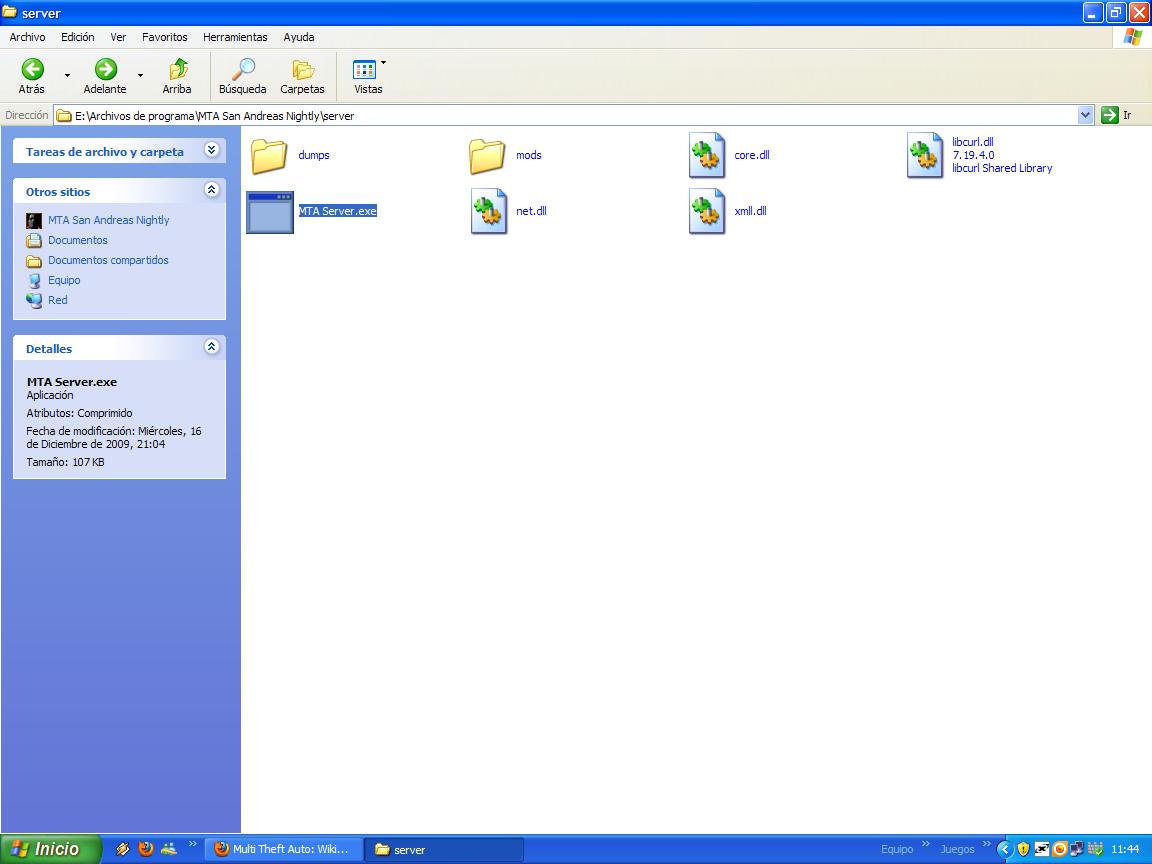 server
Archivo Edición Ver Favoritos Herramientas Ayuda
Atrás Adelante Arriba Búsqueda Carpetas Vistas
Dirección E:\Archivos de programa\MTA San Andreas Nightly\server Ir
Tareas de archivo y carpeta
Otros sitios
MTA San Andreas Nightly
Documentos
Documentos compartidos
Equipo
Red
Detalles
MTA Server.exe
Aplicación
Atributos: Comprimido
Fecha de modificación: Miércoles, 16
de Diciembre de 2009, 21:04
Tamaño: 107 KB
dumps
mods
core.dll
libcurl.dll
7.19.4.0
libcurl Shared Library
MTA Server.exe
net.dll
xmll.dll
Inicio
Multi Theft Auto: Wiki...
server
Equipo
Juegos
11:44